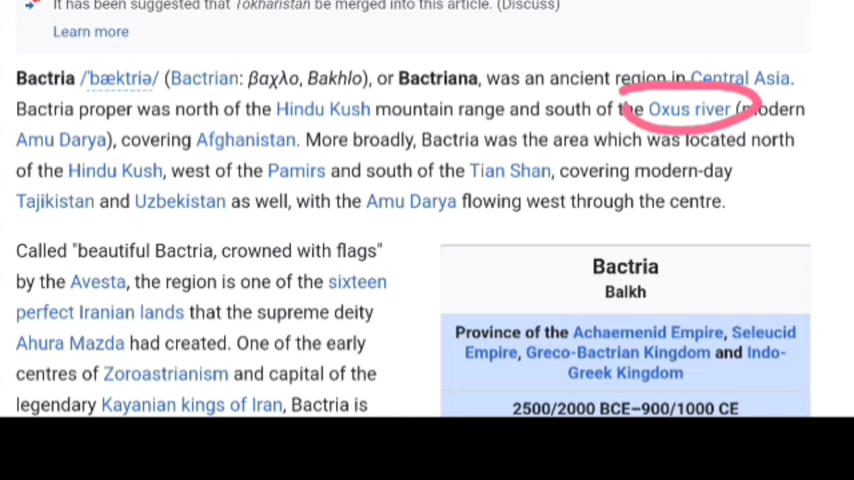 It has been suggested that Tokharistan be merged into this article. (Discuss)
Learn more
Bactria /ˈbæktriə/ (Bactrian: βαχλο, Bakhlo), or Bactriana, was an ancient region in Central Asia.
Bactria proper was north of the Hindu Kush mountain range and south of the Oxus river (modern
Amu Darya), covering Afghanistan. More broadly, Bactria was the area which was located north
of the Hindu Kush, west of the Pamirs and south of the Tian Shan, covering modern-day
Tajikistan and Uzbekistan as well, with the Amu Darya flowing west through the centre.
Called "beautiful Bactria, crowned with flags"
by the Avesta, the region is one of the sixteen
perfect Iranian lands that the supreme deity
Ahura Mazda had created. One of the early
centres of Zoroastrianism and capital of the
legendary Kayanian kings of Iran, Bactria is
Bactria
Balkh
Province of the Achaemenid Empire, Seleucid
Empire, Greco-Bactrian Kingdom and Indo-
Greek Kingdom
2500/2000 BCE–900/1000 CE